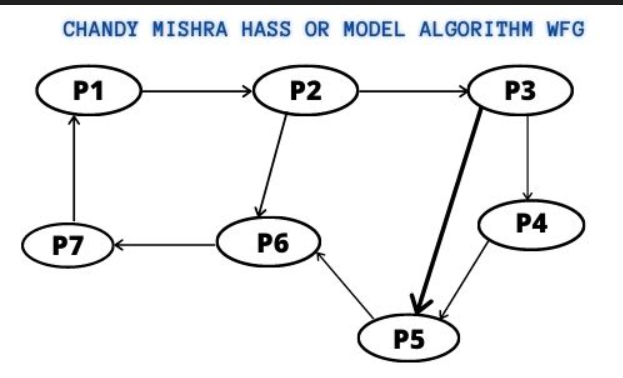 CHANDY MISHRA HASS OR MODEL ALGORITHM WFG
P1
P2
P3
P4
P7
P6
P5